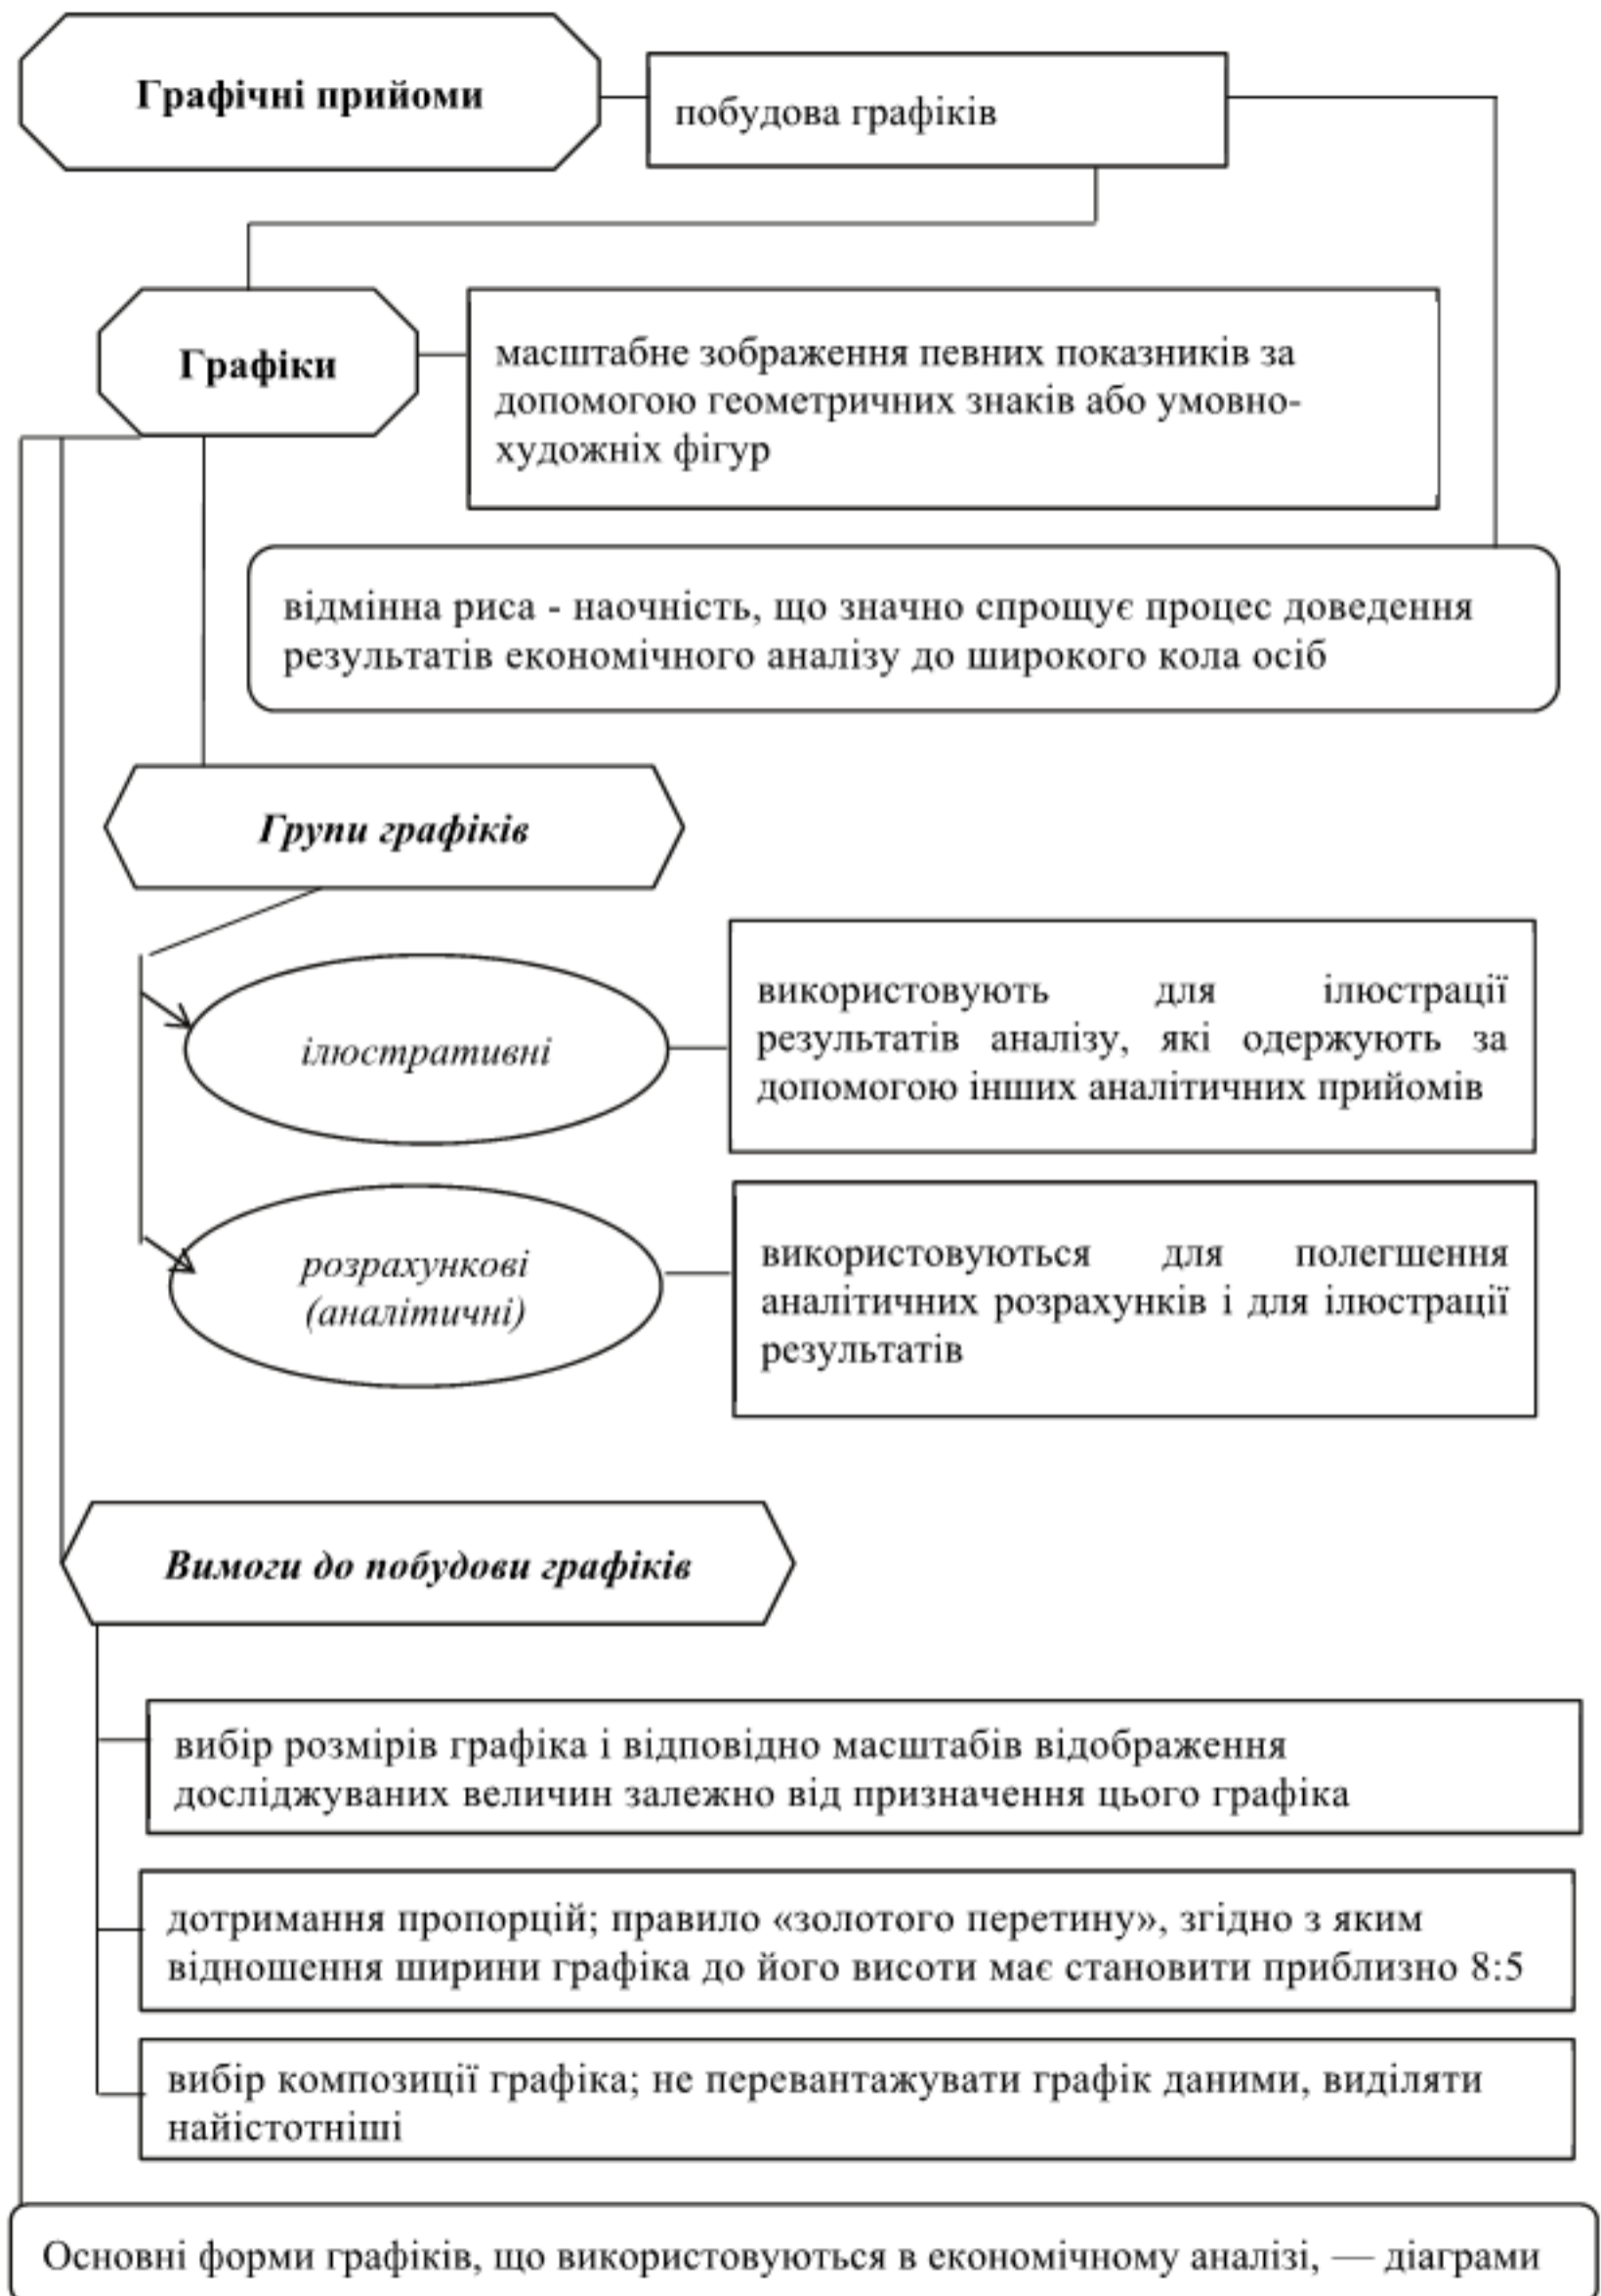 Графічні прийоми
побудова графіків
Графіки
масштабне зображення певних показників за
допомогою геометричних знаків або умовно-
художніх фігур
відмінна риса - наочність, що значно спрощує процес доведення
результатів економічного аналізу до широкого кола осіб
Групи графіків
ілюстративні
використовують для ілюстрації
результатів аналізу, які одержують за
допомогою інших аналітичних прийомів
розрахункові
(аналітичні)
використовуються для полегшення
аналітичних розрахунків і для ілюстрації
результатів
Вимоги до побудови графіків
вибір розмірів графіка і відповідно масштабів відображення
досліджуваних величин залежно від призначення цього графіка
дотримання пропорцій; правило «золотого перетину», згідно з яким
відношення ширини графіка до його висоти має становити приблизно 8:5
вибір композиції графіка; не перевантажувати графік даними, виділяти
найістотніші
Основні форми графіків, що використовуються в економічному аналізі, — діаграми